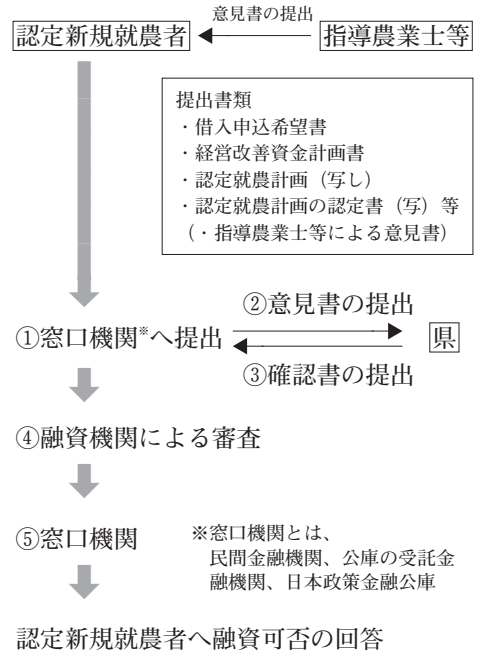 意見書の提出
認定新規就農者
指導農業士等
提出書類
・借入申込希望書
・経営改善資金計画書
・認定就農計画（写し）
・認定就農計画の認定書（写）等
（・指導農業士等による意見書）
②意見書の提出
①窓口機関※へ提出
県
③確認書の提出
④融資機関による審査
⑤窓口機関
※窓口機関とは、
民間金融機関、公庫の受託金
融機関、日本政策金融公庫
認定新規就農者へ融資可否の回答